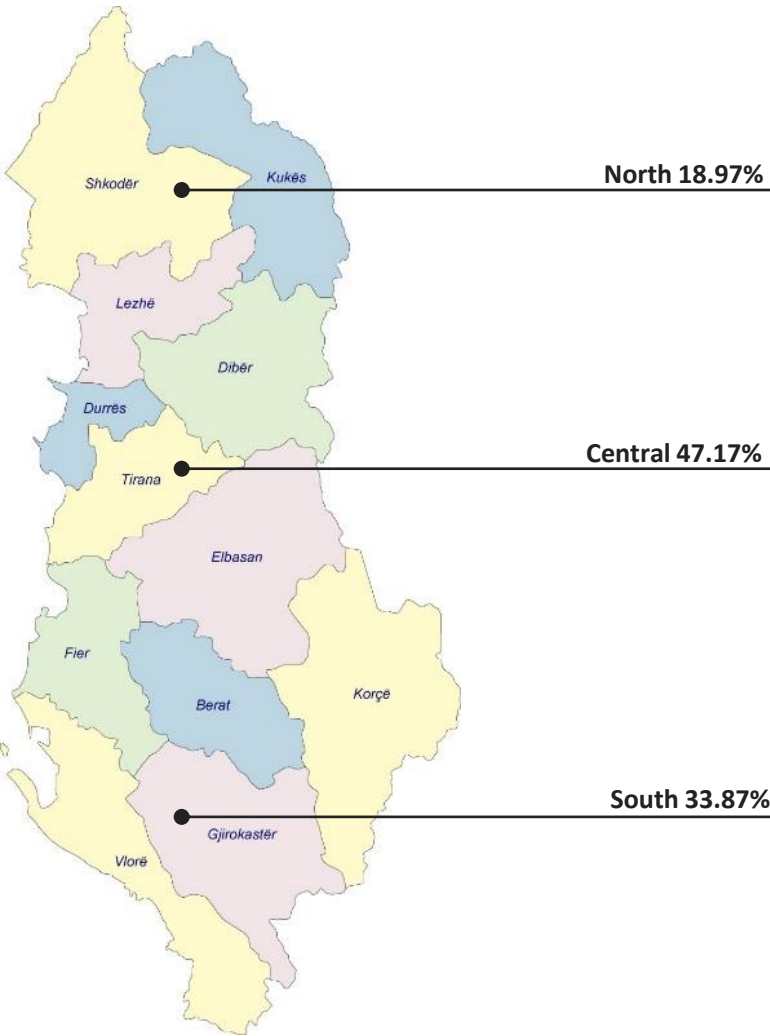 Shkodër
Kukës
North 18.97%
Lezhë
Dibër
Durrës
Central 47.17%
Tirana
Elbasan
Fier
Korçë
Berat
South 33.87%
Gjirokastër
Vlorë